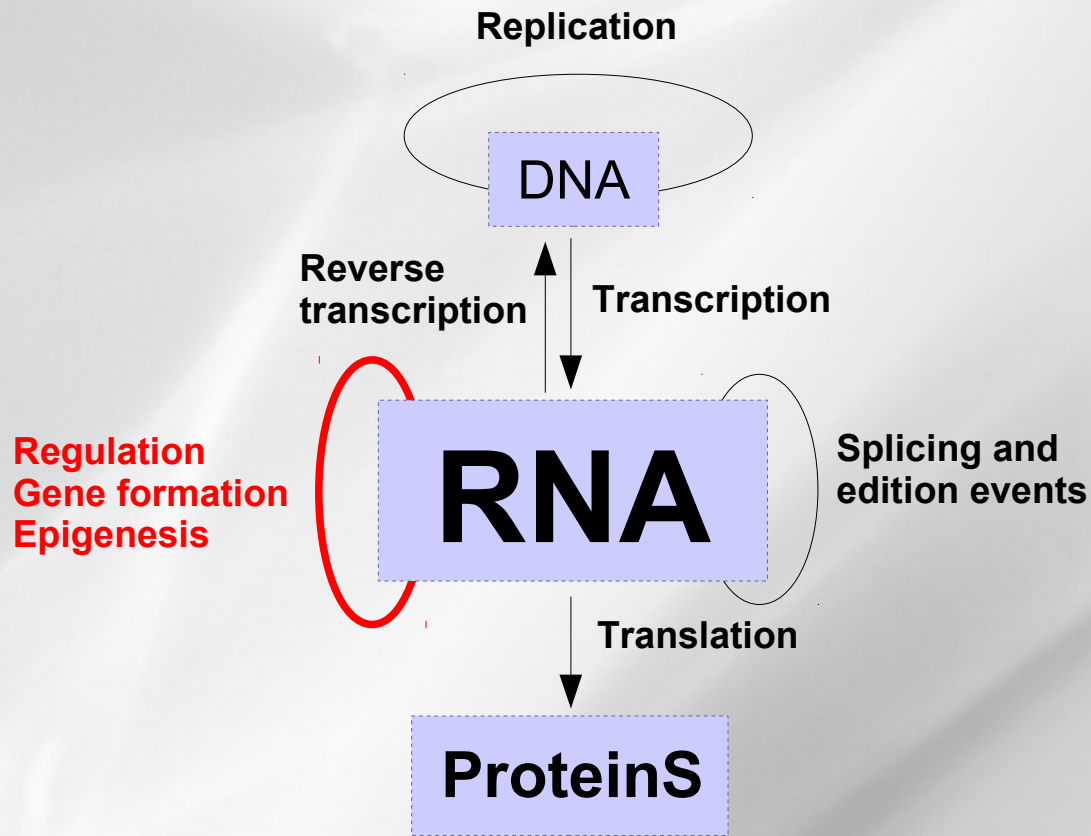 Replication
DNA
Reverse
transcription
Transcription
Regulation
Gene formation
Epigenesis
RNA
Splicing and
edition events
Translation
ProteinS